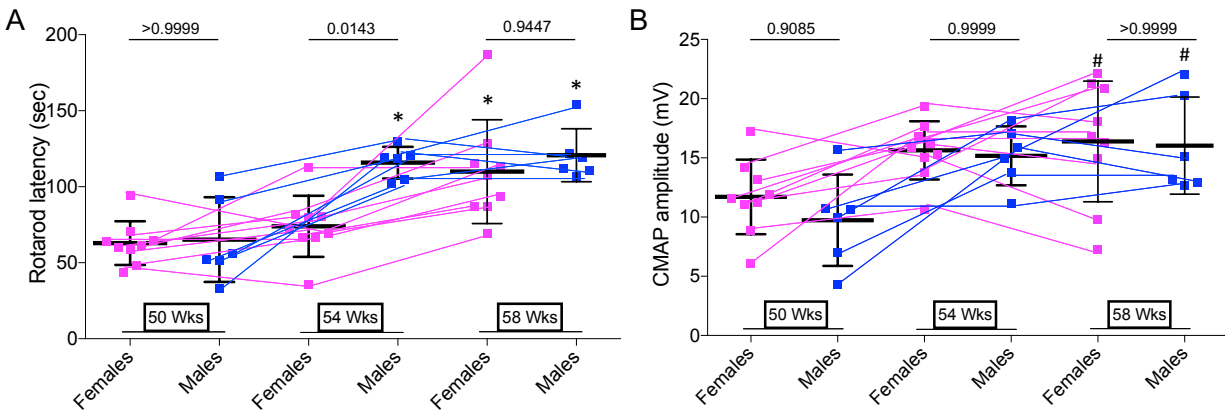 A
>0.9999
0.0143
0.9447
Rotarod latency (sec)
200
150
100
50
0
*
*
*
50 Wks
54 Wks
58 Wks
Females
Males
Females
Males
Females
Males
B
0.9085
0.9999
>0.9999
CMAP amplitude (mV)
25
20
15
10
5
0
#
#
50 Wks
54 Wks
58 Wks
Females
Males
Females
Males
Females
Males